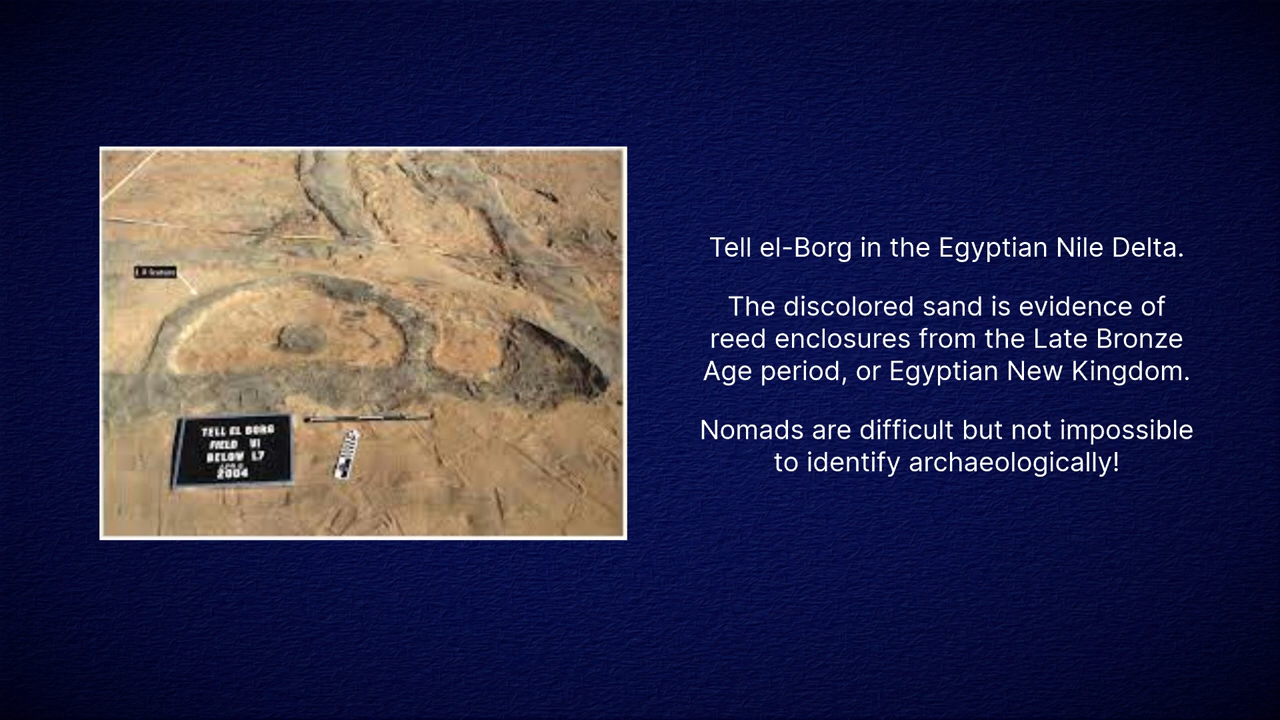 Tell el-Borg in the Egyptian Nile Delta.
The discolored sand is evidence of
reed enclosures from the Late Bronze
Age period, or Egyptian New Kingdom.
Nomads are difficult but not impossible
to identify archaeologically!
TELL EL BORG
FIELD VI
BELOW L7
2004